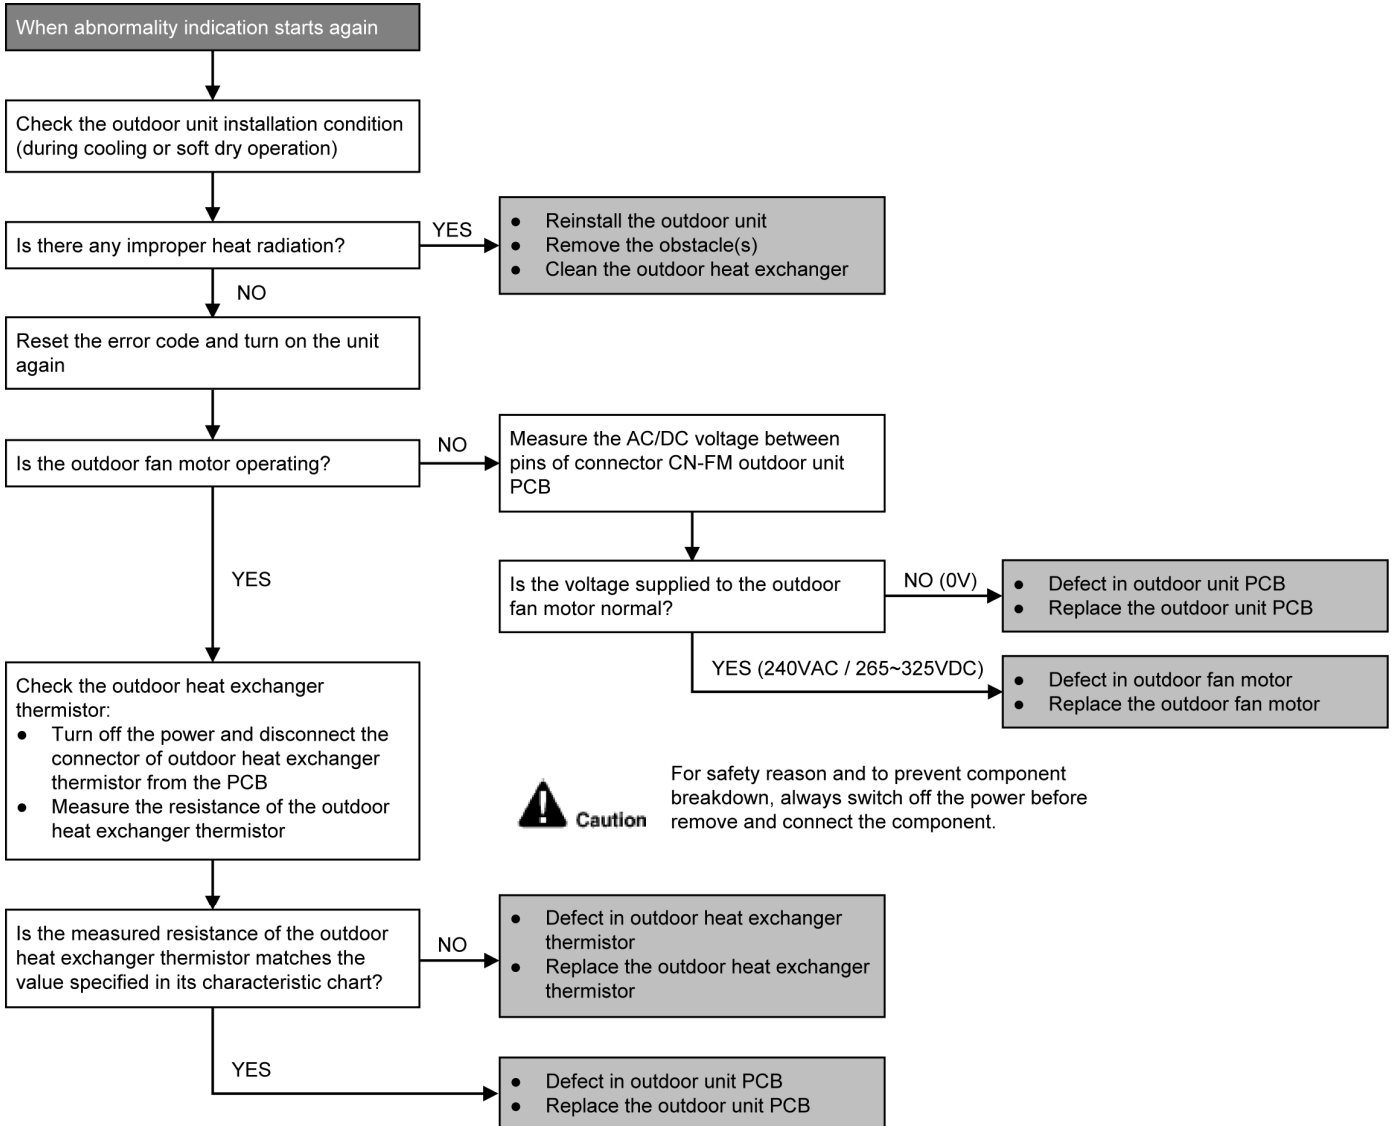 When abnormality indication starts again
Check the outdoor unit installation condition
(during cooling or soft dry operation)
Is there any improper heat radiation?
YES
● Reinstall the outdoor unit
● Remove the obstacle(s)
● Clean the outdoor heat exchanger
NO
Reset the error code and turn on the unit
again
Is the outdoor fan motor operating?
NO
Measure the AC/DC voltage between
pins of connector CN-FM outdoor unit
PCB
YES
Is the voltage supplied to the outdoor
fan motor normal?
NO (0V)
● Defect in outdoor unit PCB
● Replace the outdoor unit PCB
YES (240VAC / 265~325VDC)
● Defect in outdoor fan motor
● Replace the outdoor fan motor
Check the outdoor heat exchanger
thermistor:
● Turn off the power and disconnect the
connector of outdoor heat exchanger
thermistor from the PCB
● Measure the resistance of the outdoor
heat exchanger thermistor
Caution
For safety reason and to prevent component
breakdown, always switch off the power before
remove and connect the component.
Is the measured resistance of the outdoor
heat exchanger thermistor matches the
value specified in its characteristic chart?
NO
● Defect in outdoor heat exchanger
thermistor
● Replace the outdoor heat exchanger
thermistor
YES
● Defect in outdoor unit PCB
● Replace the outdoor unit PCB